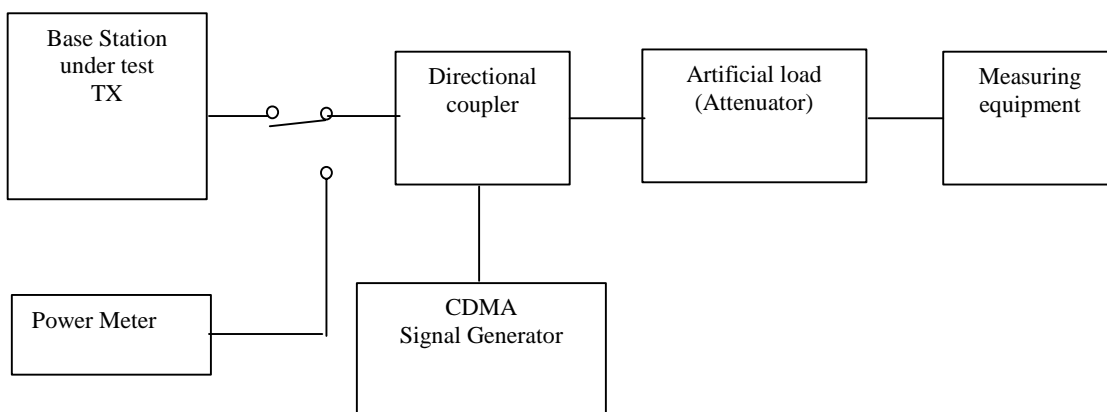 Base Station
under test
TX
Directional
coupler
Artificial load
(Attenuator)
Measuring
equipment
Power Meter
CDMA
Signal Generator